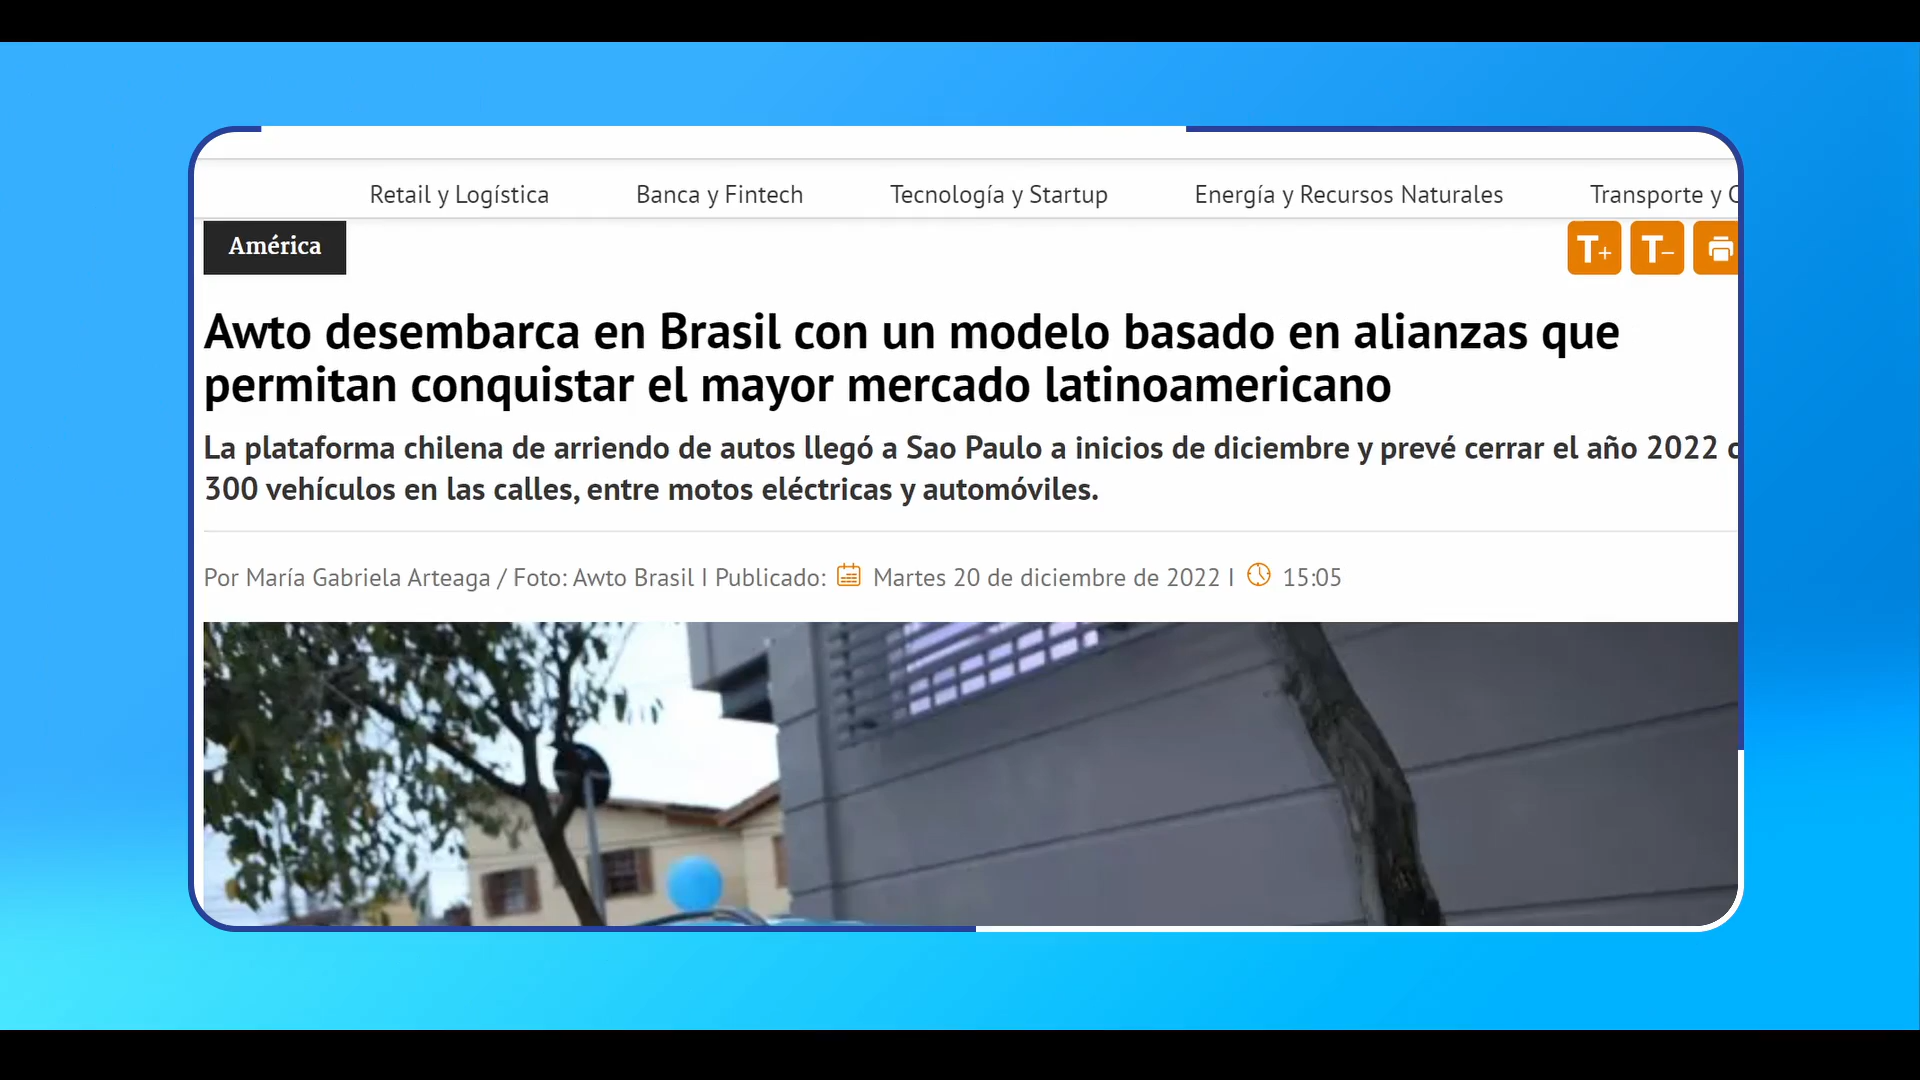 Retail y Logística Banca y Fintech Tecnología y Startup Energía y Recursos Naturales Transporte y
América
T+ T-
Awto desembarca en Brasil con un modelo basado en alianzas que
permitan conquistar el mayor mercado latinoamericano
La plataforma chilena de arriendo de autos llegó a Sao Paulo a inicios de diciembre y prevé cerrar el año 2022
300 vehículos en las calles, entre motos eléctricas y automóviles.
Por María Gabriela Arteaga / Foto: Awto Brasil I Publicado: Martes 20 de diciembre de 2022 I 15:05